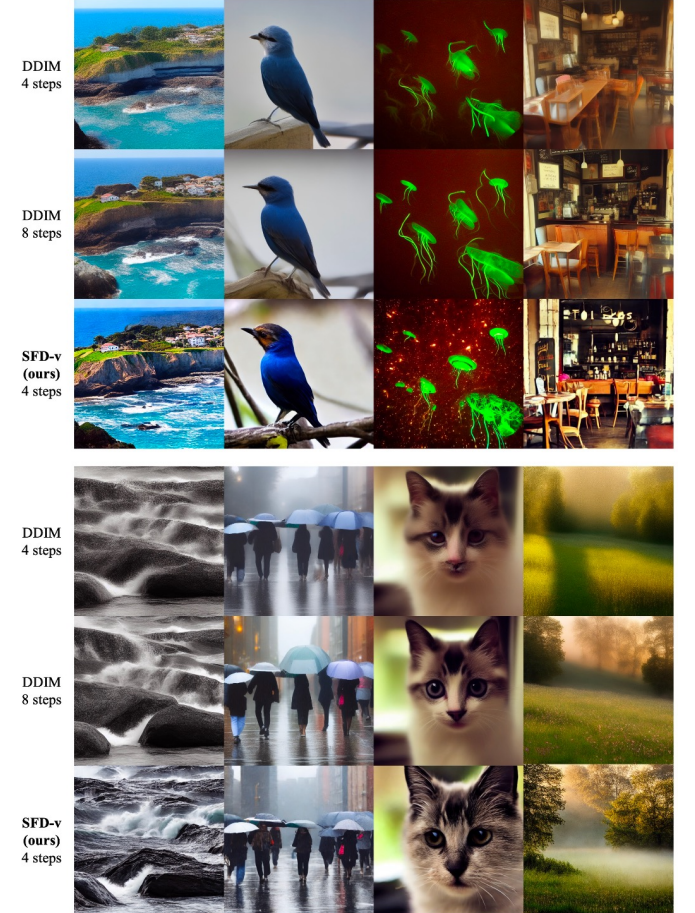 DDIM
4 steps
DDIM
8 steps
SFD-v
(ours)
4 steps
DDIM
4 steps
DDIM
8 steps
SFD-v
(ours)
4 steps